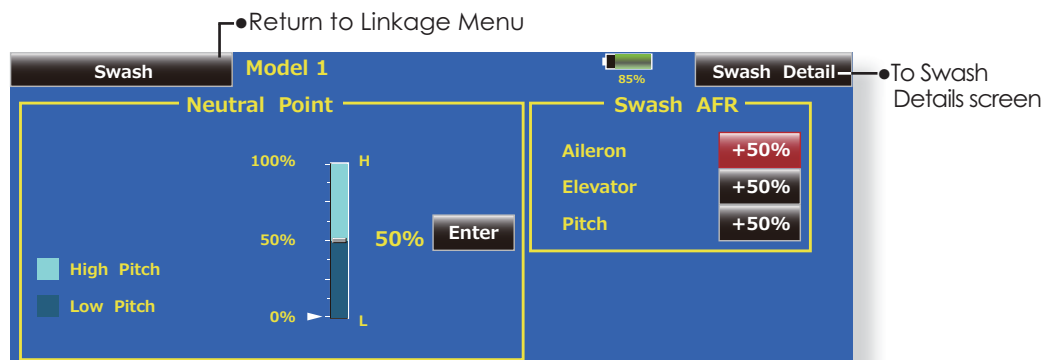 ●Return to Linkage Menu
Swash
Model 1
85%
Swash Detail
●To Swash
Details screen
Neutral Point
Swash AFR
100%
H
Aileron
+50%
Elevator
+50%
50%
50%
Enter
Pitch
+50%
High Pitch
Low Pitch
0%
L